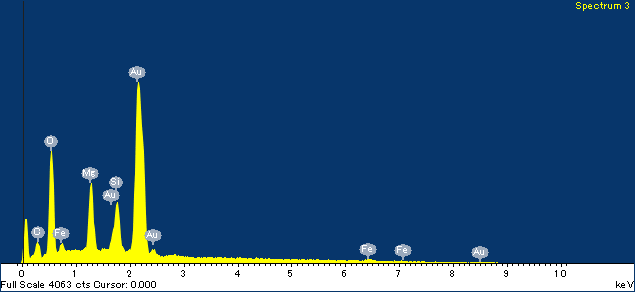 Spectrum 3
Au
O
Mg
Si
Au
C
Fe
Au
Fe
Fe
Au
0 1 2 3 4 5 6 7 8 9 10
Full Scale 4063 cts Cursor: 0.000 keV